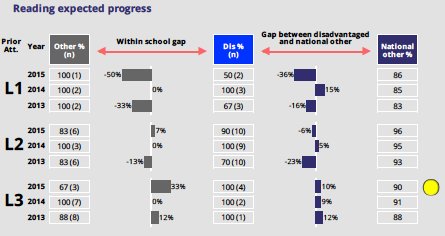 Reading expected progress
Prior Att. Year Other % (n) Within school gap Dis % (n) Gap between disadvantaged and national other National other %
L1
2015 100 (1) -50% 50 (2) -36% 86
2014 100 (2) 0% 100 (3) 15% 85
2013 100 (2) -33% 67 (3) -16% 83
L2
2015 83 (6) 7% 90 (10) -6% 96
2014 100 (3) 0% 100 (9) 5% 95
2013 83 (6) -13% 70 (10) -23% 93
L3
2015 67 (3) 33% 100 (4) 10% 90
2014 100 (7) 0% 100 (2) 9% 91
2013 88 (8) 12% 100 (1) 12% 88